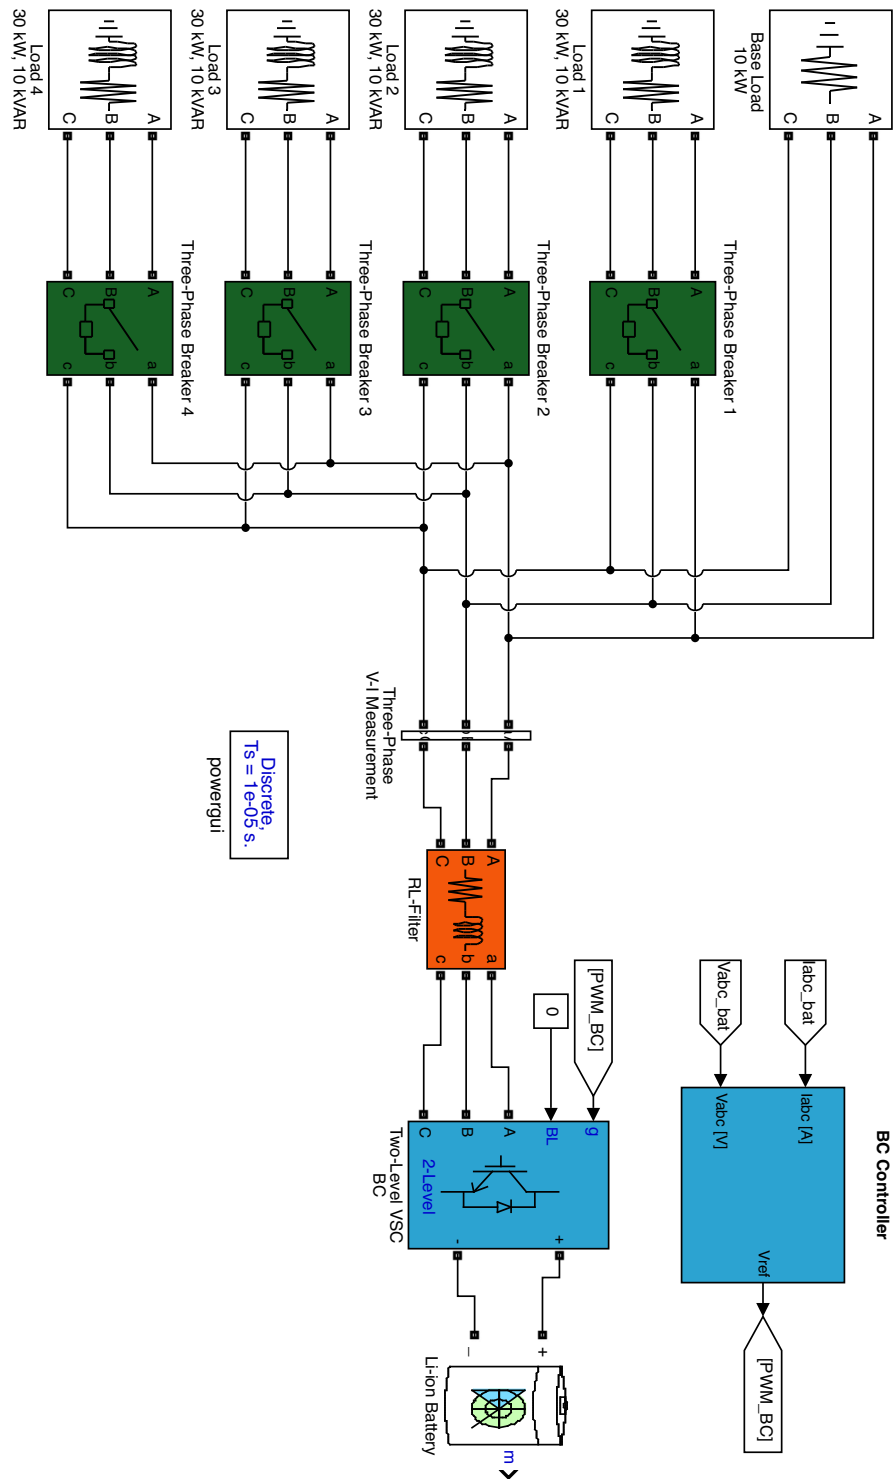 BC Controller
Iabc_bat
Vabc_bat
Iabc [A]
Vabc [V]
Vref
[PWM_BC]
Base Load
10 kW
A
B
C
Load 1
30 kW, 10 kVAR
A
B
C
Three-Phase Breaker 1
A
B
C
a
b
c
Load 2
30 kW, 10 kVAR
A
B
C
Three-Phase Breaker 2
A
B
C
a
b
c
Load 3
30 kW, 10 kVAR
A
B
C
Three-Phase Breaker 3
A
B
C
a
b
c
Load 4
30 kW, 10 kVAR
A
B
C
Three-Phase Breaker 4
A
B
C
a
b
c
Three-Phase
V-I Measurement
Discrete,
Ts = 1e-05 s.
powergui
A
B
C
a
b
c
RL-Filter
[PWM_BC]
0
g
BL
A
B
C
+
-
2-Level
Two-Level VSC
BC
+
_
m
Li-ion Battery